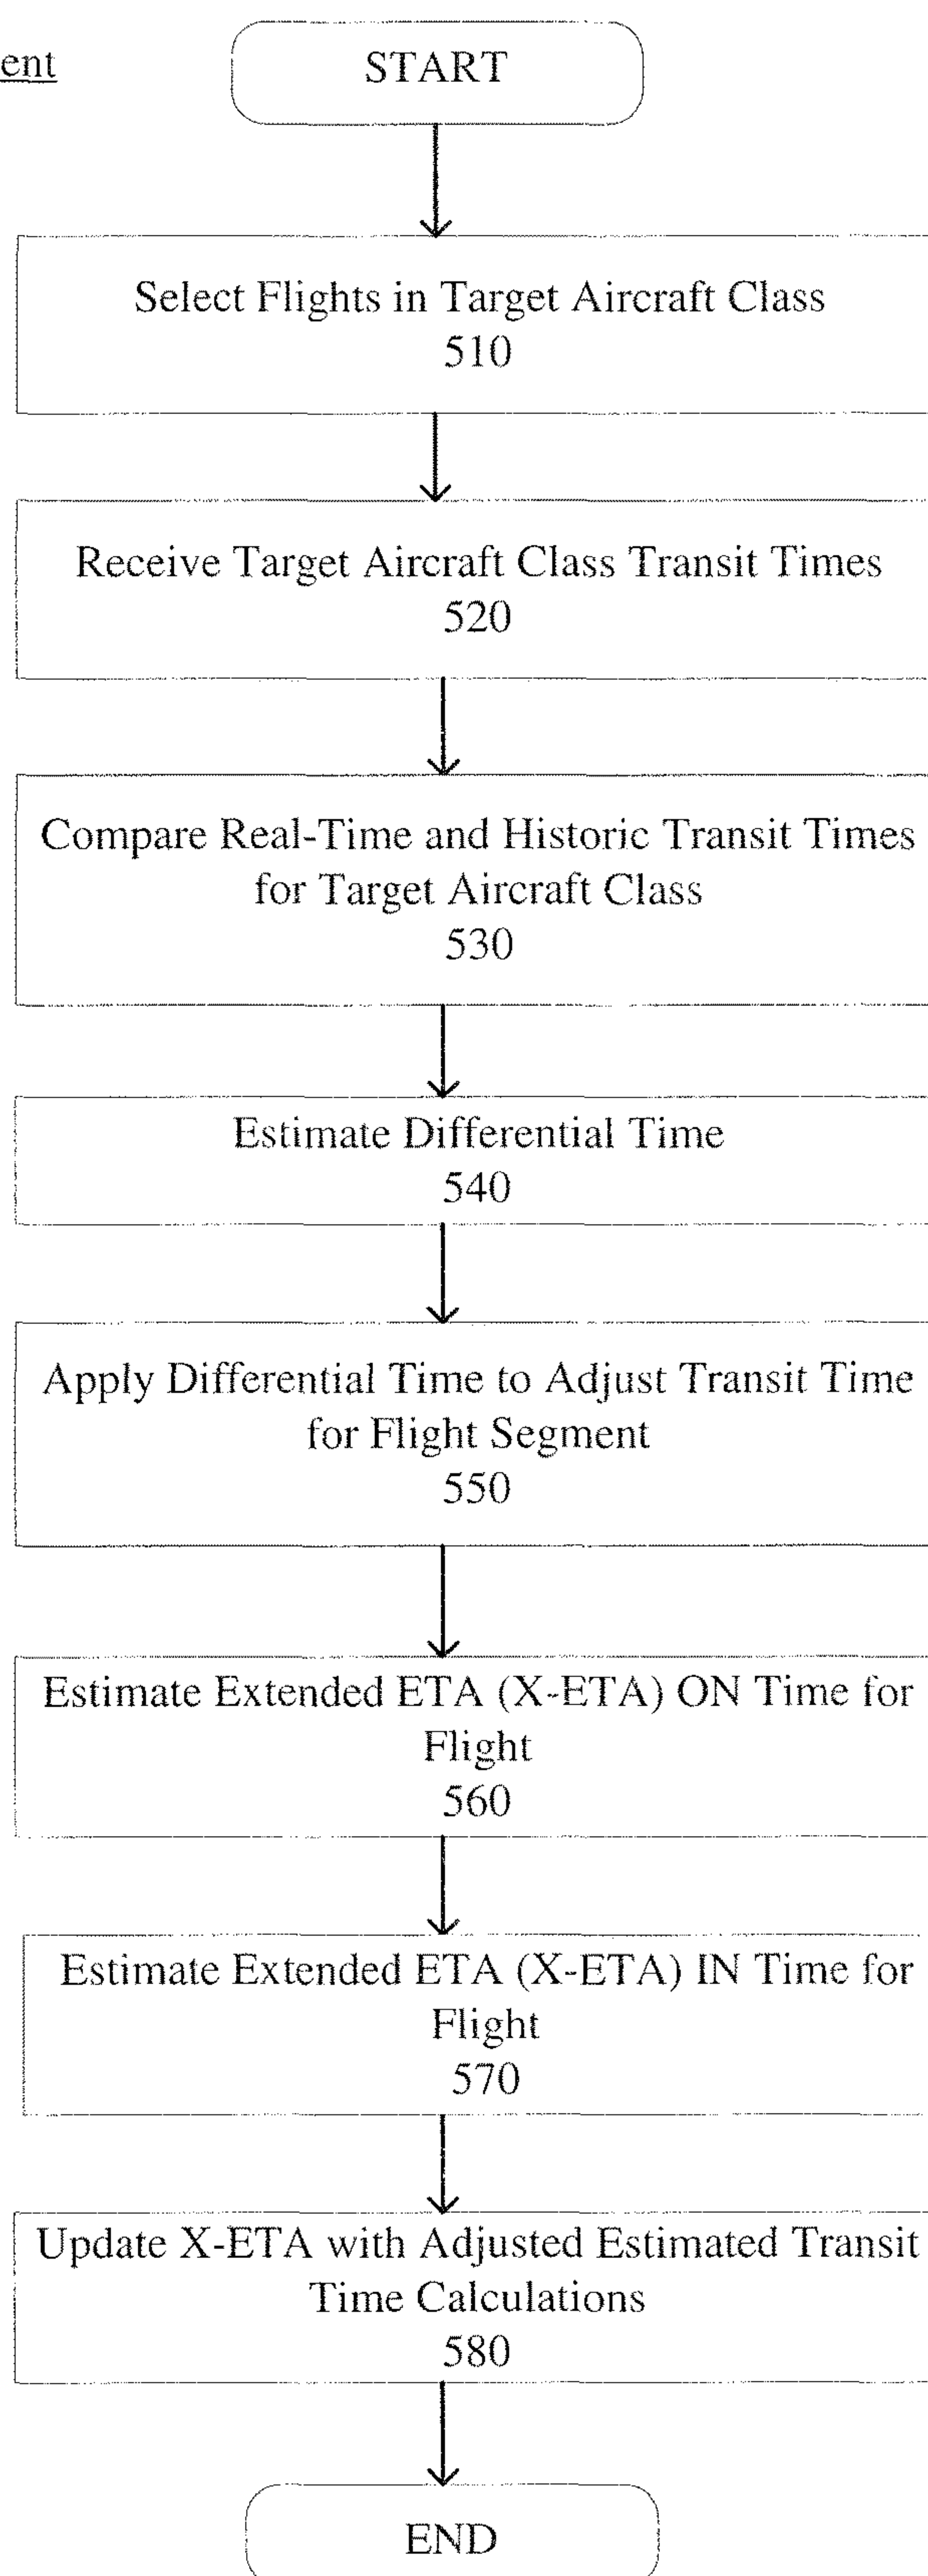 ent
START
Select Flights in Target Aircraft Class
510
Receive Target Aircraft Class Transit Times
520
Compare Real-Time and Historic Transit Times
for Target Aircraft Class
530
Estimate Differential Time
540
Apply Differential Time to Adjust Transit Time
for Flight Segment
550
Estimate Extended ETA (X-ETA) ON Time for
Flight
560
Estimate Extended ETA (X-ETA) IN Time for
Flight
570
Update X-ETA with Adjusted Estimated Transit
Time Calculations
580
END